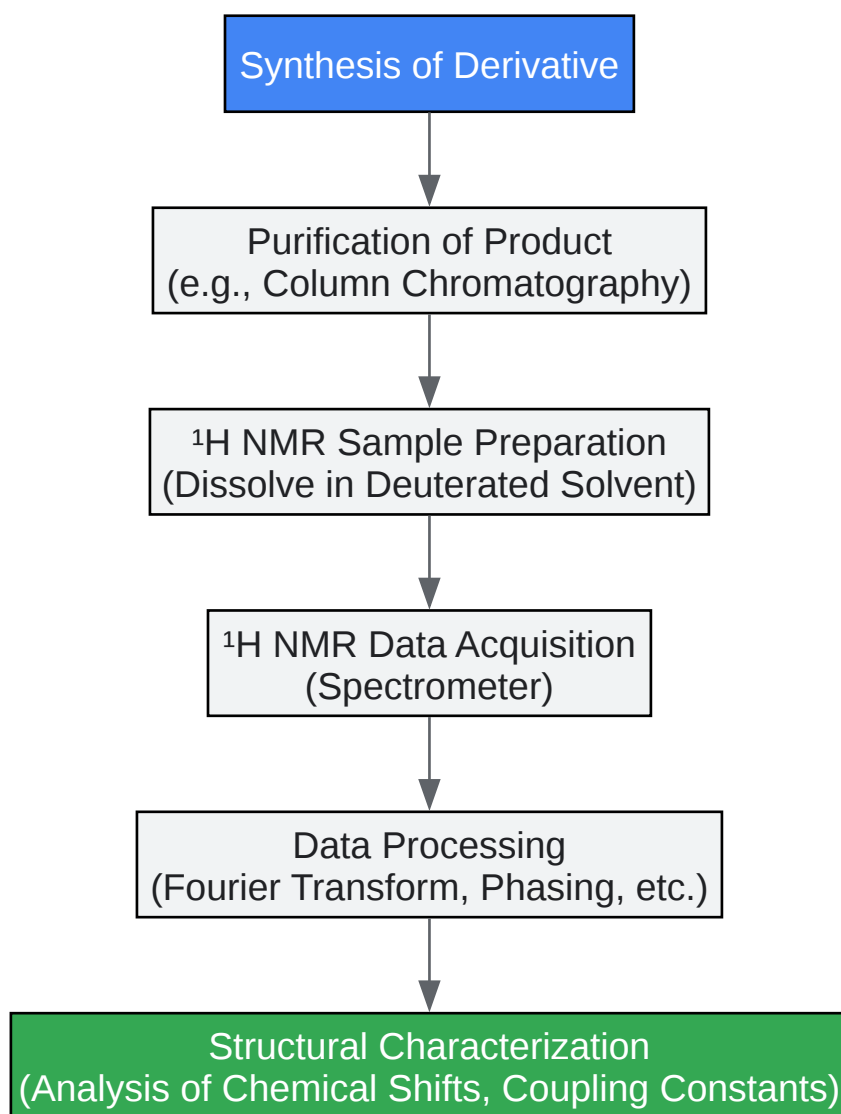 Synthesis of Derivative
Purification of Product
(e.g., Column Chromatography)
¹H NMR Sample Preparation
(Dissolve in Deuterated Solvent)
¹H NMR Data Acquisition
(Spectrometer)
Data Processing
(Fourier Transform, Phasing, etc.)
Structural Characterization
(Analysis of Chemical Shifts, Coupling Constants)